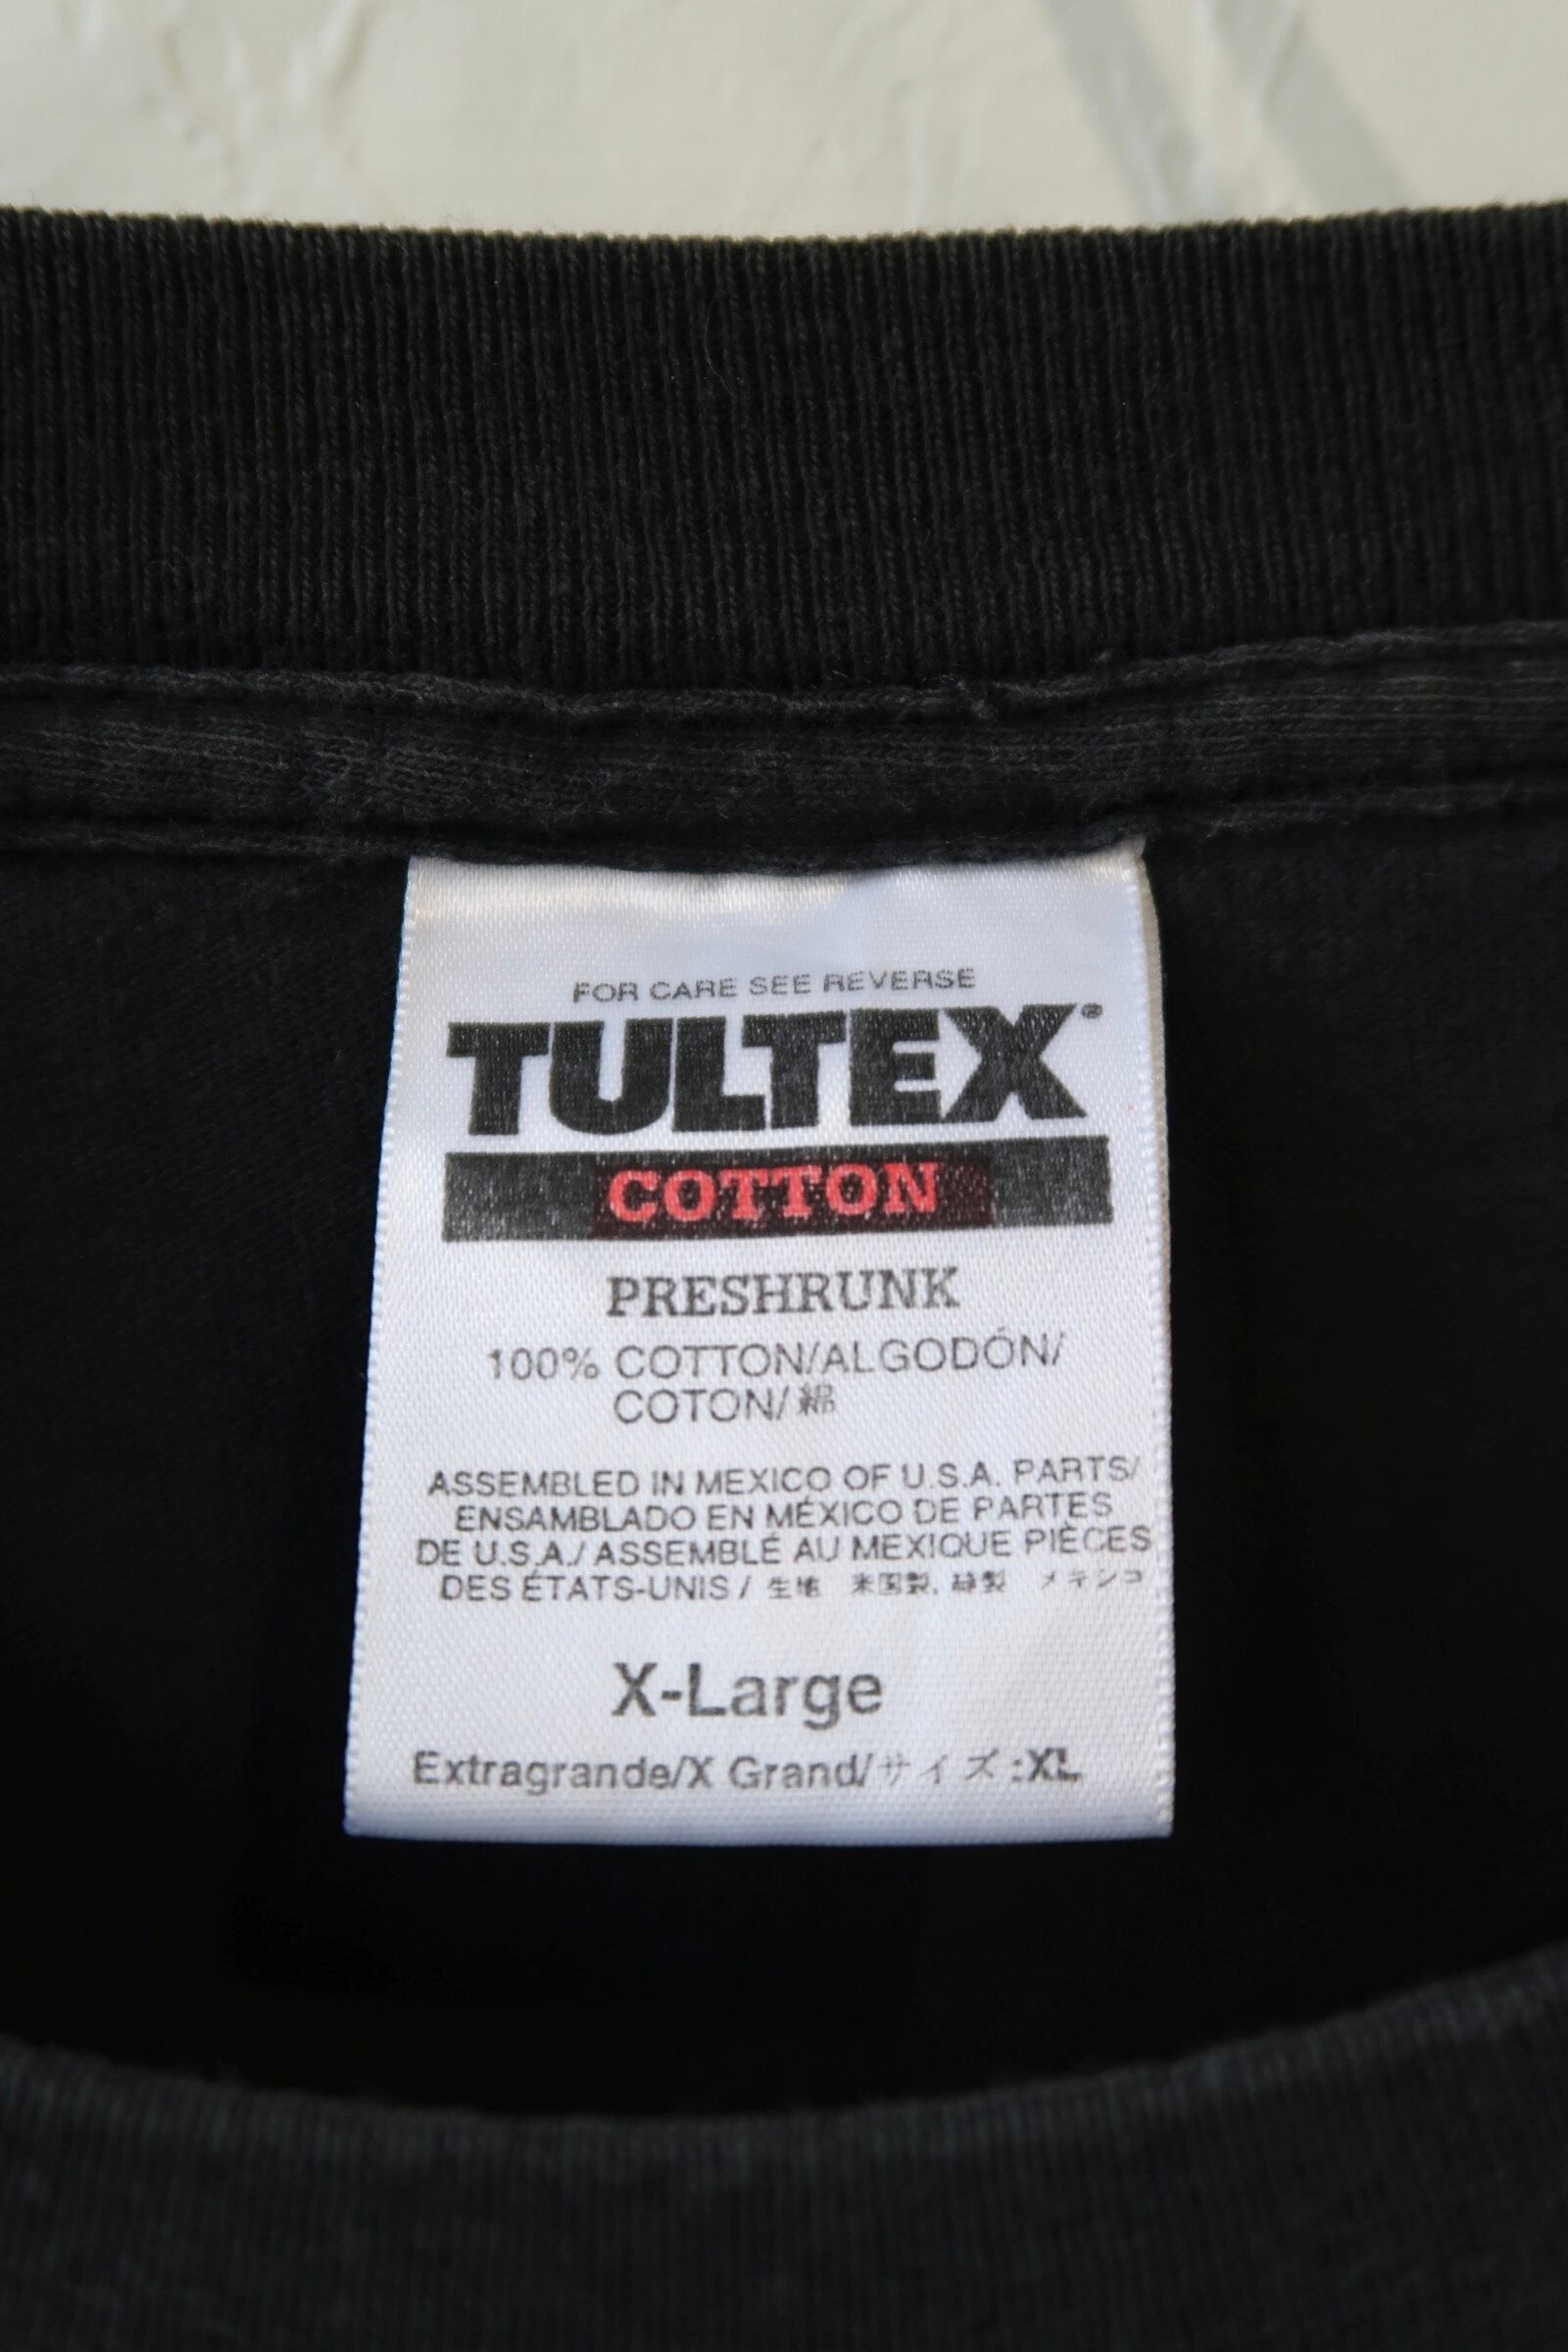 FOR CARE SEE REVERSE
TULTEX®
COTTON
PRESHRUNK
100% COTTON/ALGODÓN/
COTON/綿
ASSEMBLED IN MEXICO OF U.S.A. PARTS/
ENSAMBLADO EN MÉXICO DE PARTES
DE U.S.A./ASSEMBLÉ AU MEXIQUE PIÈCES
DES ÉTATS-UNIS/生地 米国製, 縫製 メキシコ
X-Large
Extragrande/X Grand/サイズ:XL